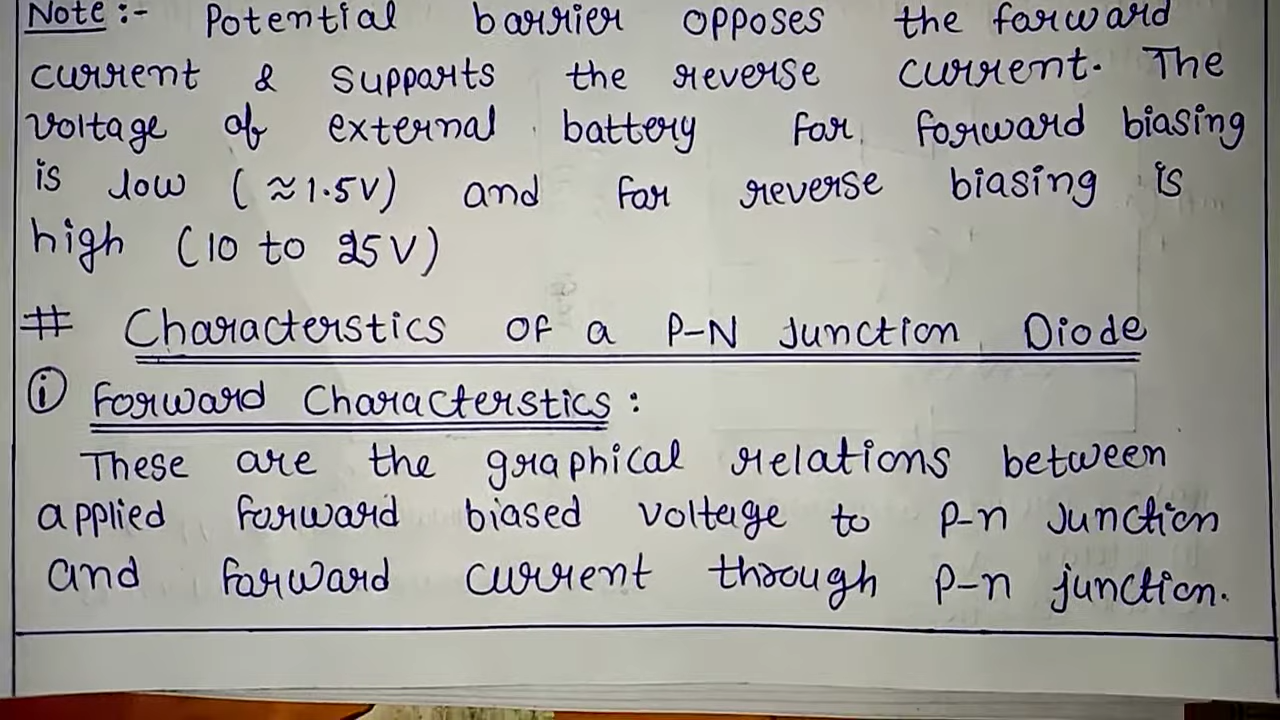 Note :- Potential barrier opposes the forward
current & supports the reverse current. The
voltage of external battery for forward biasing
is low (≈1.5V) and for reverse biasing is
high (10 to 25V)
# Characterstics of a P-N Junction Diode
(i) Forward Characterstics :
These are the graphical relations between
applied forward biased voltage to p-n junction
and forward current through p-n junction.